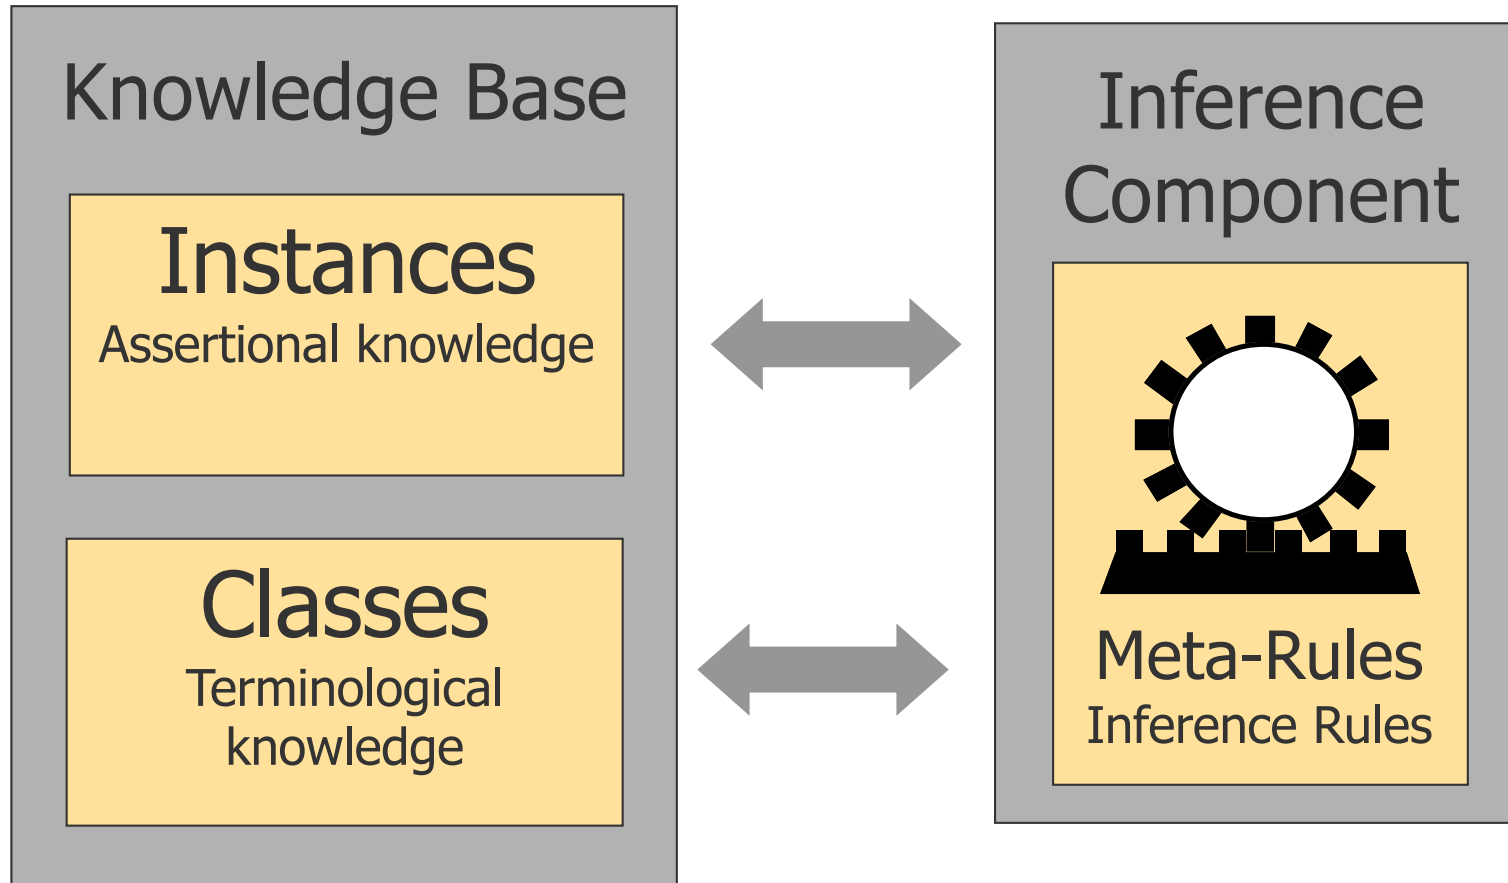 Knowledge Base
Instances
Assertional knowledge
Classes
Terminological
knowledge
Inference
Component
Meta-Rules
Inference Rules